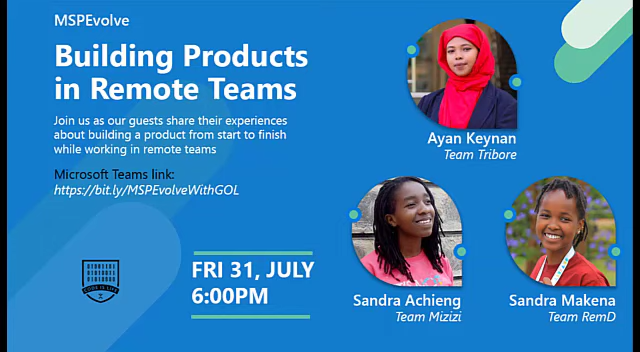 MSPEvolve
Building Products
in Remote Teams
Join us as our guests share their experiences
about building a product from start to finish
while working in remote teams
Microsoft Teams link:
https://bit.ly/MSPEvolveWithGOL
FRI 31, JULY
6:00PM
Ayan Keynan
Team Tribore
Sandra Achieng
Team Mizizi
Sandra Makena
Team RemD